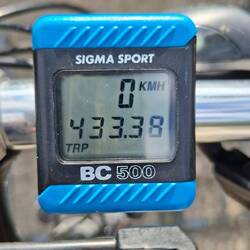 SIGMA SPORT
0 KMH
433.38
TRP
BC 500